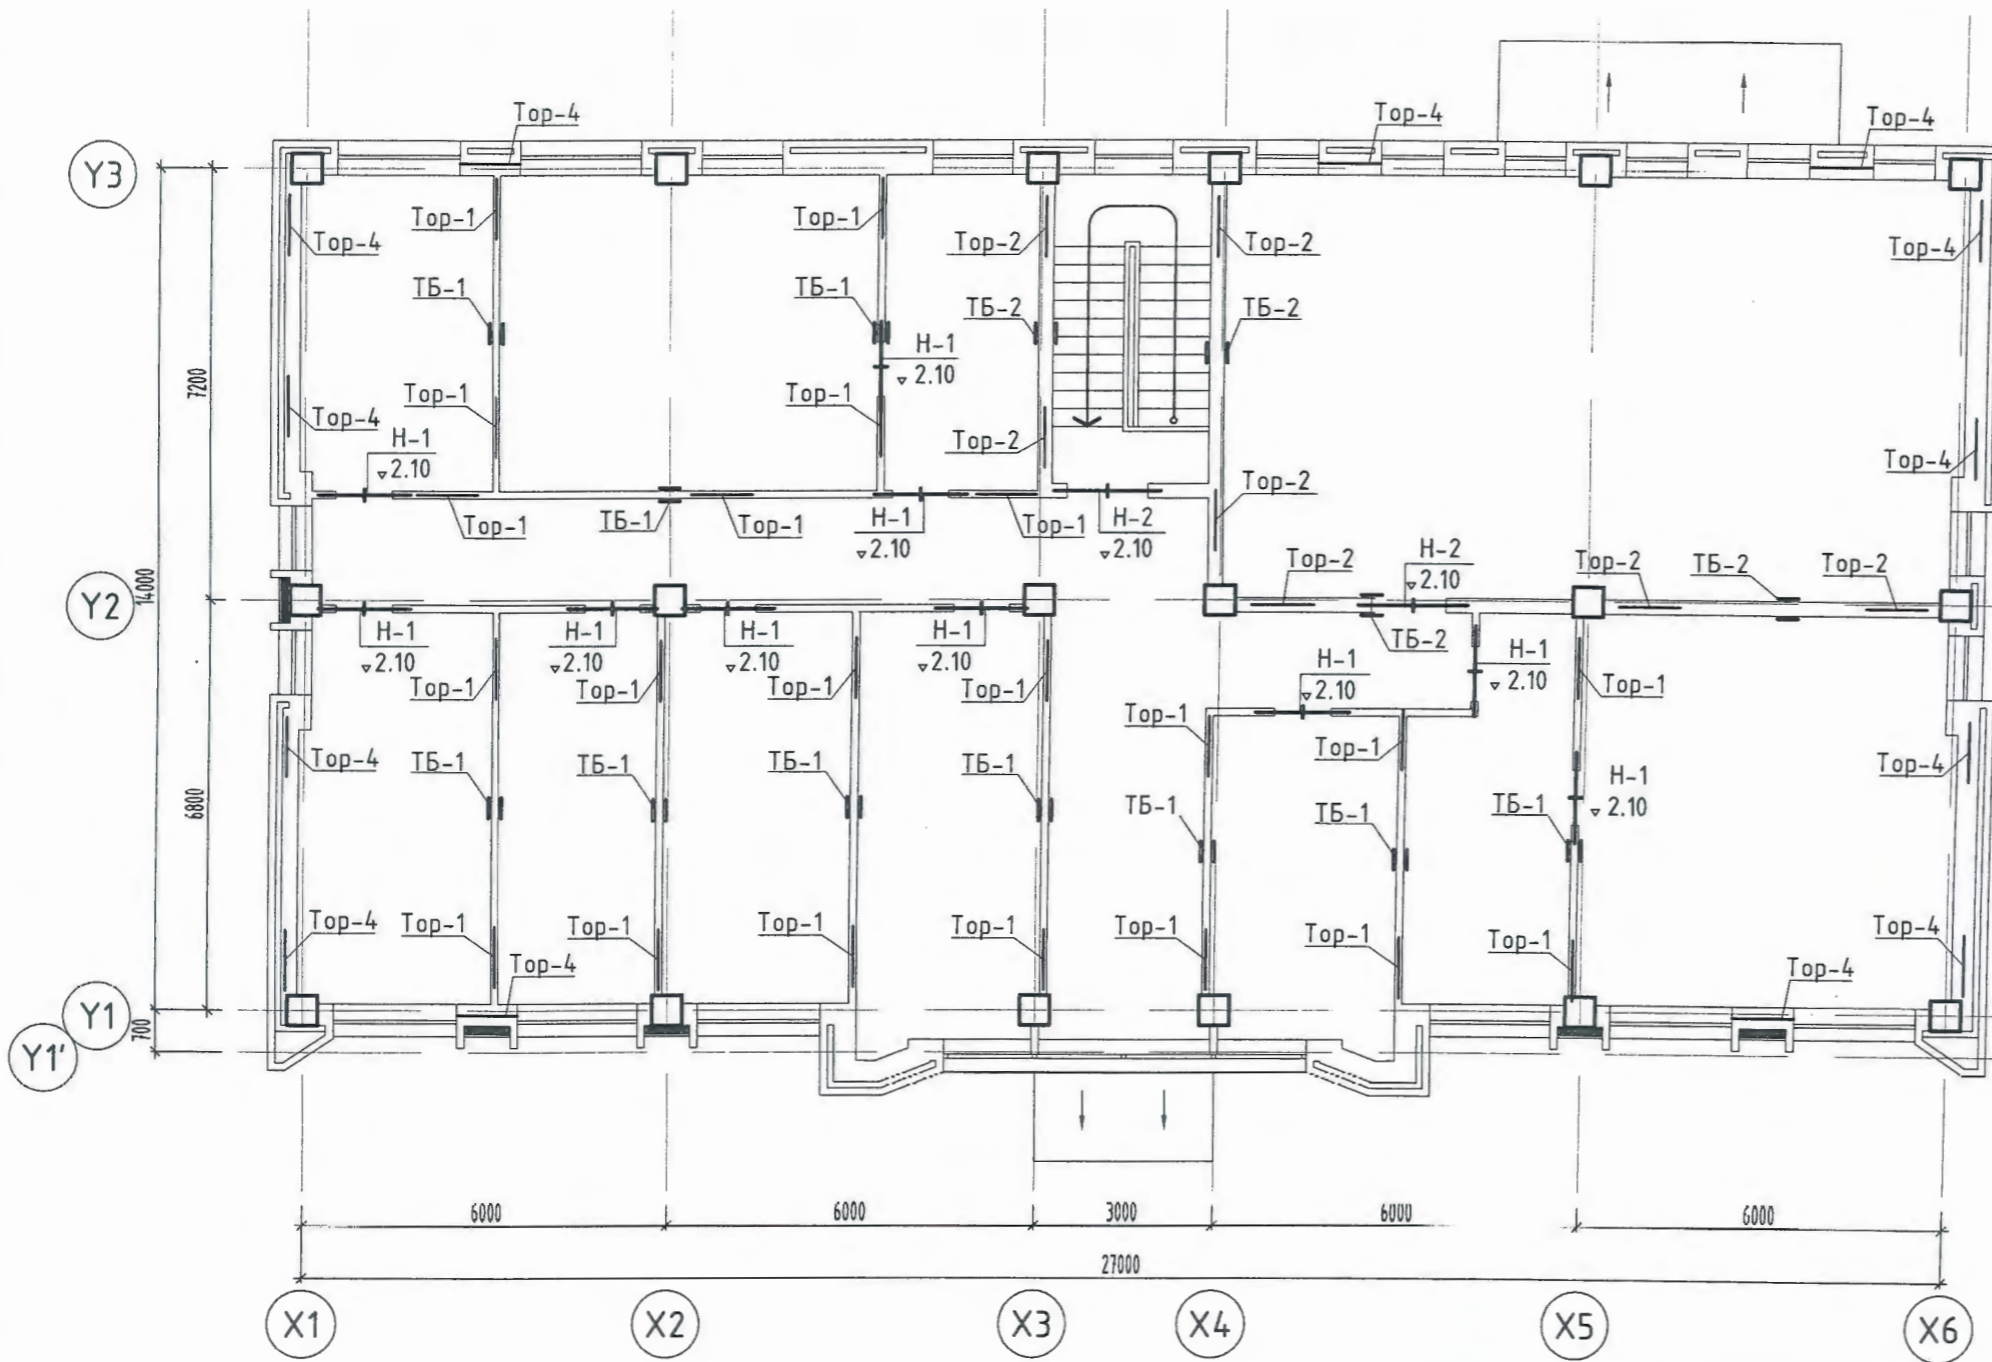 Тор-4
Тор-4
Тор-4
Y3
Тор-1
Тор-1
Тор-4
Тор-2
Тор-2
Тор-4
ТБ-1
ТБ-1
ТБ-2
ТБ-2
Н-1
▿ 2.10
7200
Тор-1
Тор-1
Тор-4
Н-1
▿ 2.10
Тор-2
Тор-4
Тор-2
Тор-1
ТБ-1
Тор-1
Н-1
▿ 2.10
Тор-1
Н-2
▿ 2.10
Y2
14000
Тор-2
Н-2
▿ 2.10
Тор-2
ТБ-2
Тор-2
Н-1
▿ 2.10
Н-1
▿ 2.10
Н-1
▿ 2.10
Н-1
▿ 2.10
ТБ-2
Н-1
▿ 2.10
Н-1
▿ 2.10
Тор-1
Тор-1
Тор-1
Тор-1
Тор-1
Тор-1
Тор-1
Тор-4
ТБ-1
ТБ-1
ТБ-1
ТБ-1
Тор-4
Н-1
▿ 2.10
6800
ТБ-1
ТБ-1
ТБ-1
Тор-4
Тор-1
Тор-1
Тор-1
Тор-1
Тор-1
Тор-1
Тор-1
Тор-4
Тор-4
Тор-4
Y1
700
Y1'
6000
6000
3000
6000
6000
27000
X1
X2
X3
X4
X5
X6